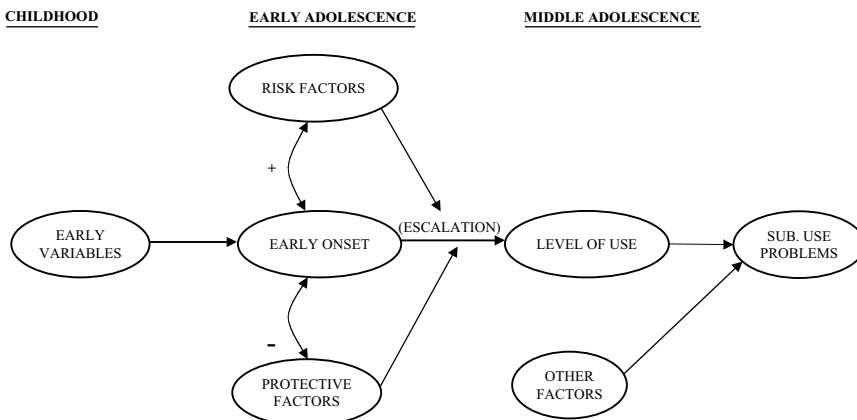 CHILDHOOD
EARLY ADOLESCENCE
MIDDLE ADOLESCENCE
RISK FACTORS
+
(ESCALATION)
EARLY
VARIABLES
EARLY ONSET
LEVEL OF USE
SUB. USE
PROBLEMS
-
PROTECTIVE
FACTORS
OTHER
FACTORS